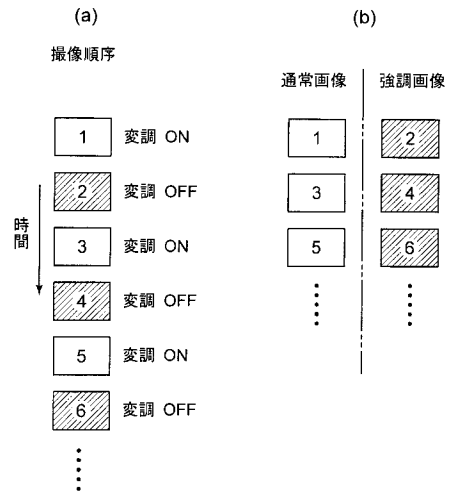 (a)
撮像順序
1 変調 ON
2 変調 OFF
3 変調 ON
4 変調 OFF
5 変調 ON
6 変調 OFF
時間
(b)
通常画像 強調画像
1 2
3 4
5 6